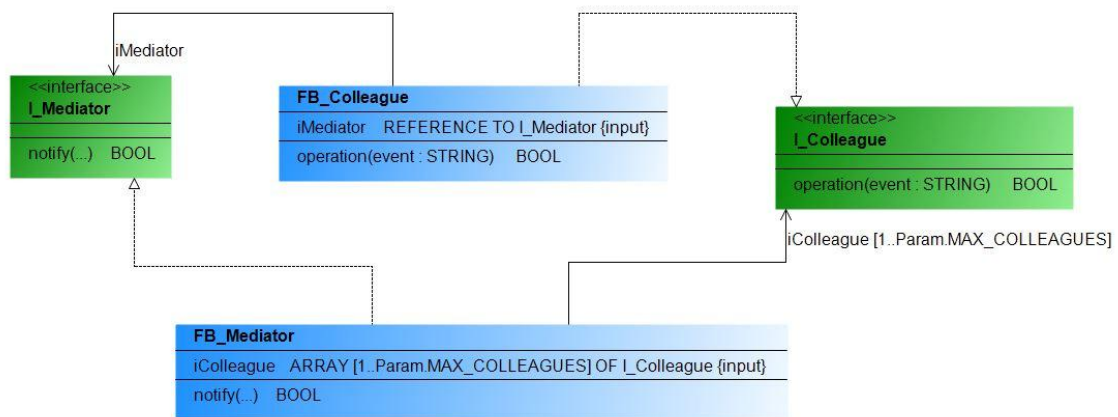 iMediator
<<interface>>
I_Mediator
notify(...) BOOL
FB_Colleague
iMediator REFERENCE TO I_Mediator {input}
operation(event : STRING) BOOL
<<interface>>
I_Colleague
operation(event : STRING) BOOL
iColleague [1..Param.MAX_COLLEAGUES]
FB_Mediator
iColleague ARRAY [1..Param.MAX_COLLEAGUES] OF I_Colleague {input}
notify(...) BOOL